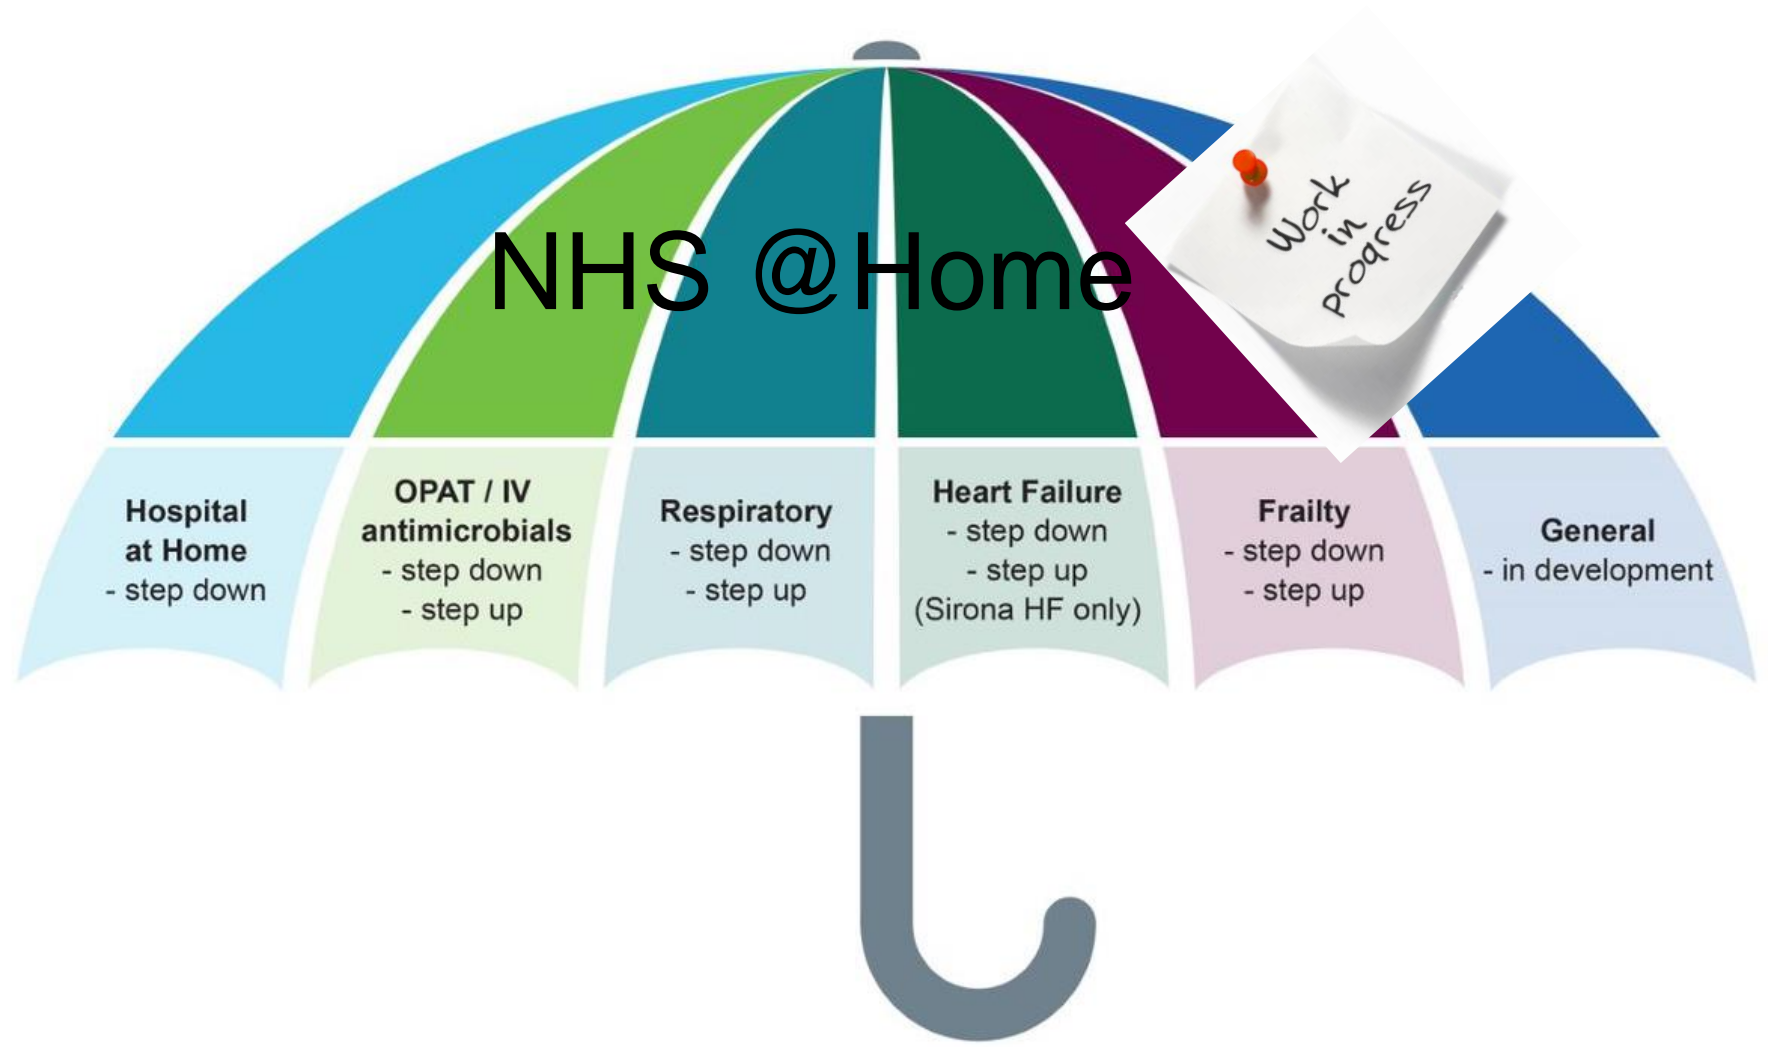 NHS @Home
Work
in
progress
Hospital
at Home
- step down
OPAT / IV
antimicrobials
- step down
- step up
Respiratory
- step down
- step up
Heart Failure
- step down
- step up
(Sirona HF only)
Frailty
- step down
- step up
General
- in development